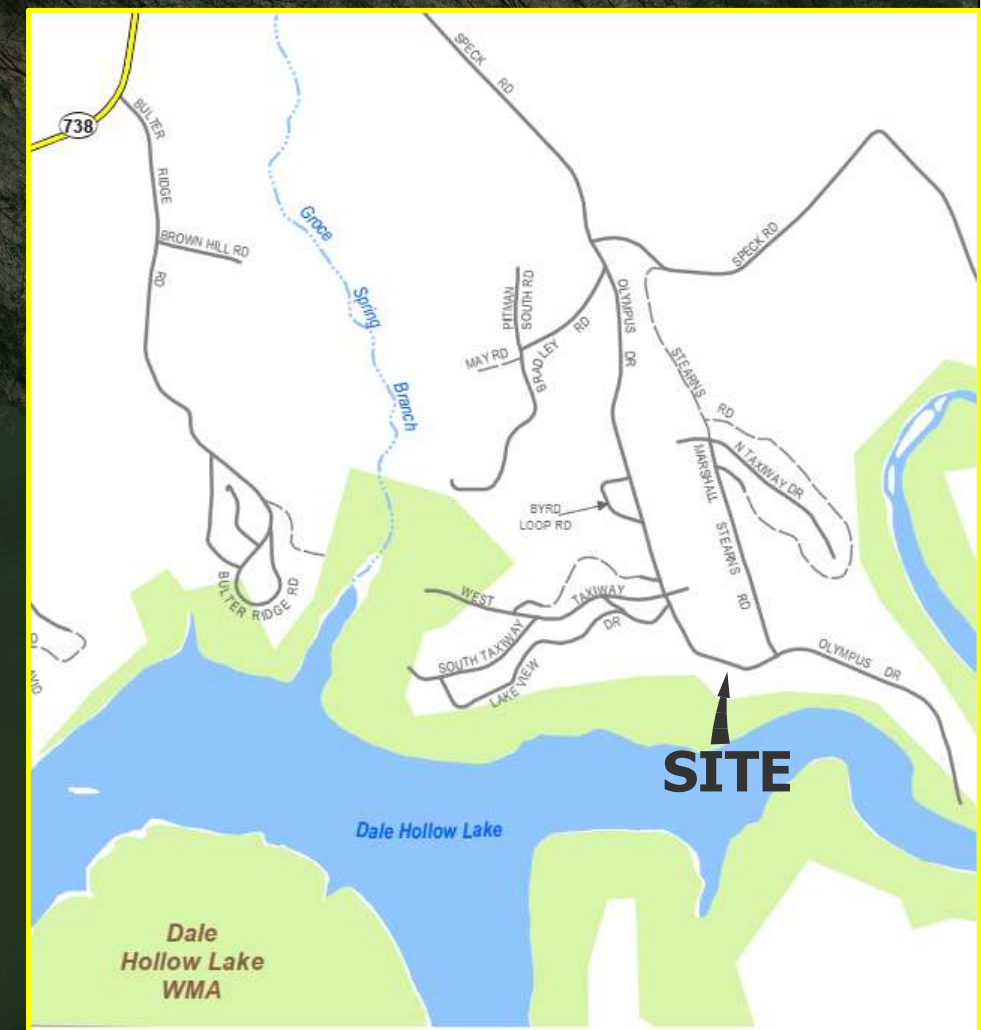 SPECK
RD
738
BULTER
RIDGE
RD
BROWN HILL RD
Groce
Spring
Branch
SPECK RD
PITMAN
SOUTH RD
MAY RD
BRADLEY
RD
OLYMPUS
DR
STEARNS
RD
N TAXIWAY DR
MARSHALL
STEARNS
RD
BYRD
LOOP RD
BULTER RIDGE RD
WEST
TAXIWAY
SOUTH TAXIWAY
DR
LAKE VIEW
OLYMPUS
DR
SITE
Dale Hollow Lake
Dale
Hollow Lake
WMA